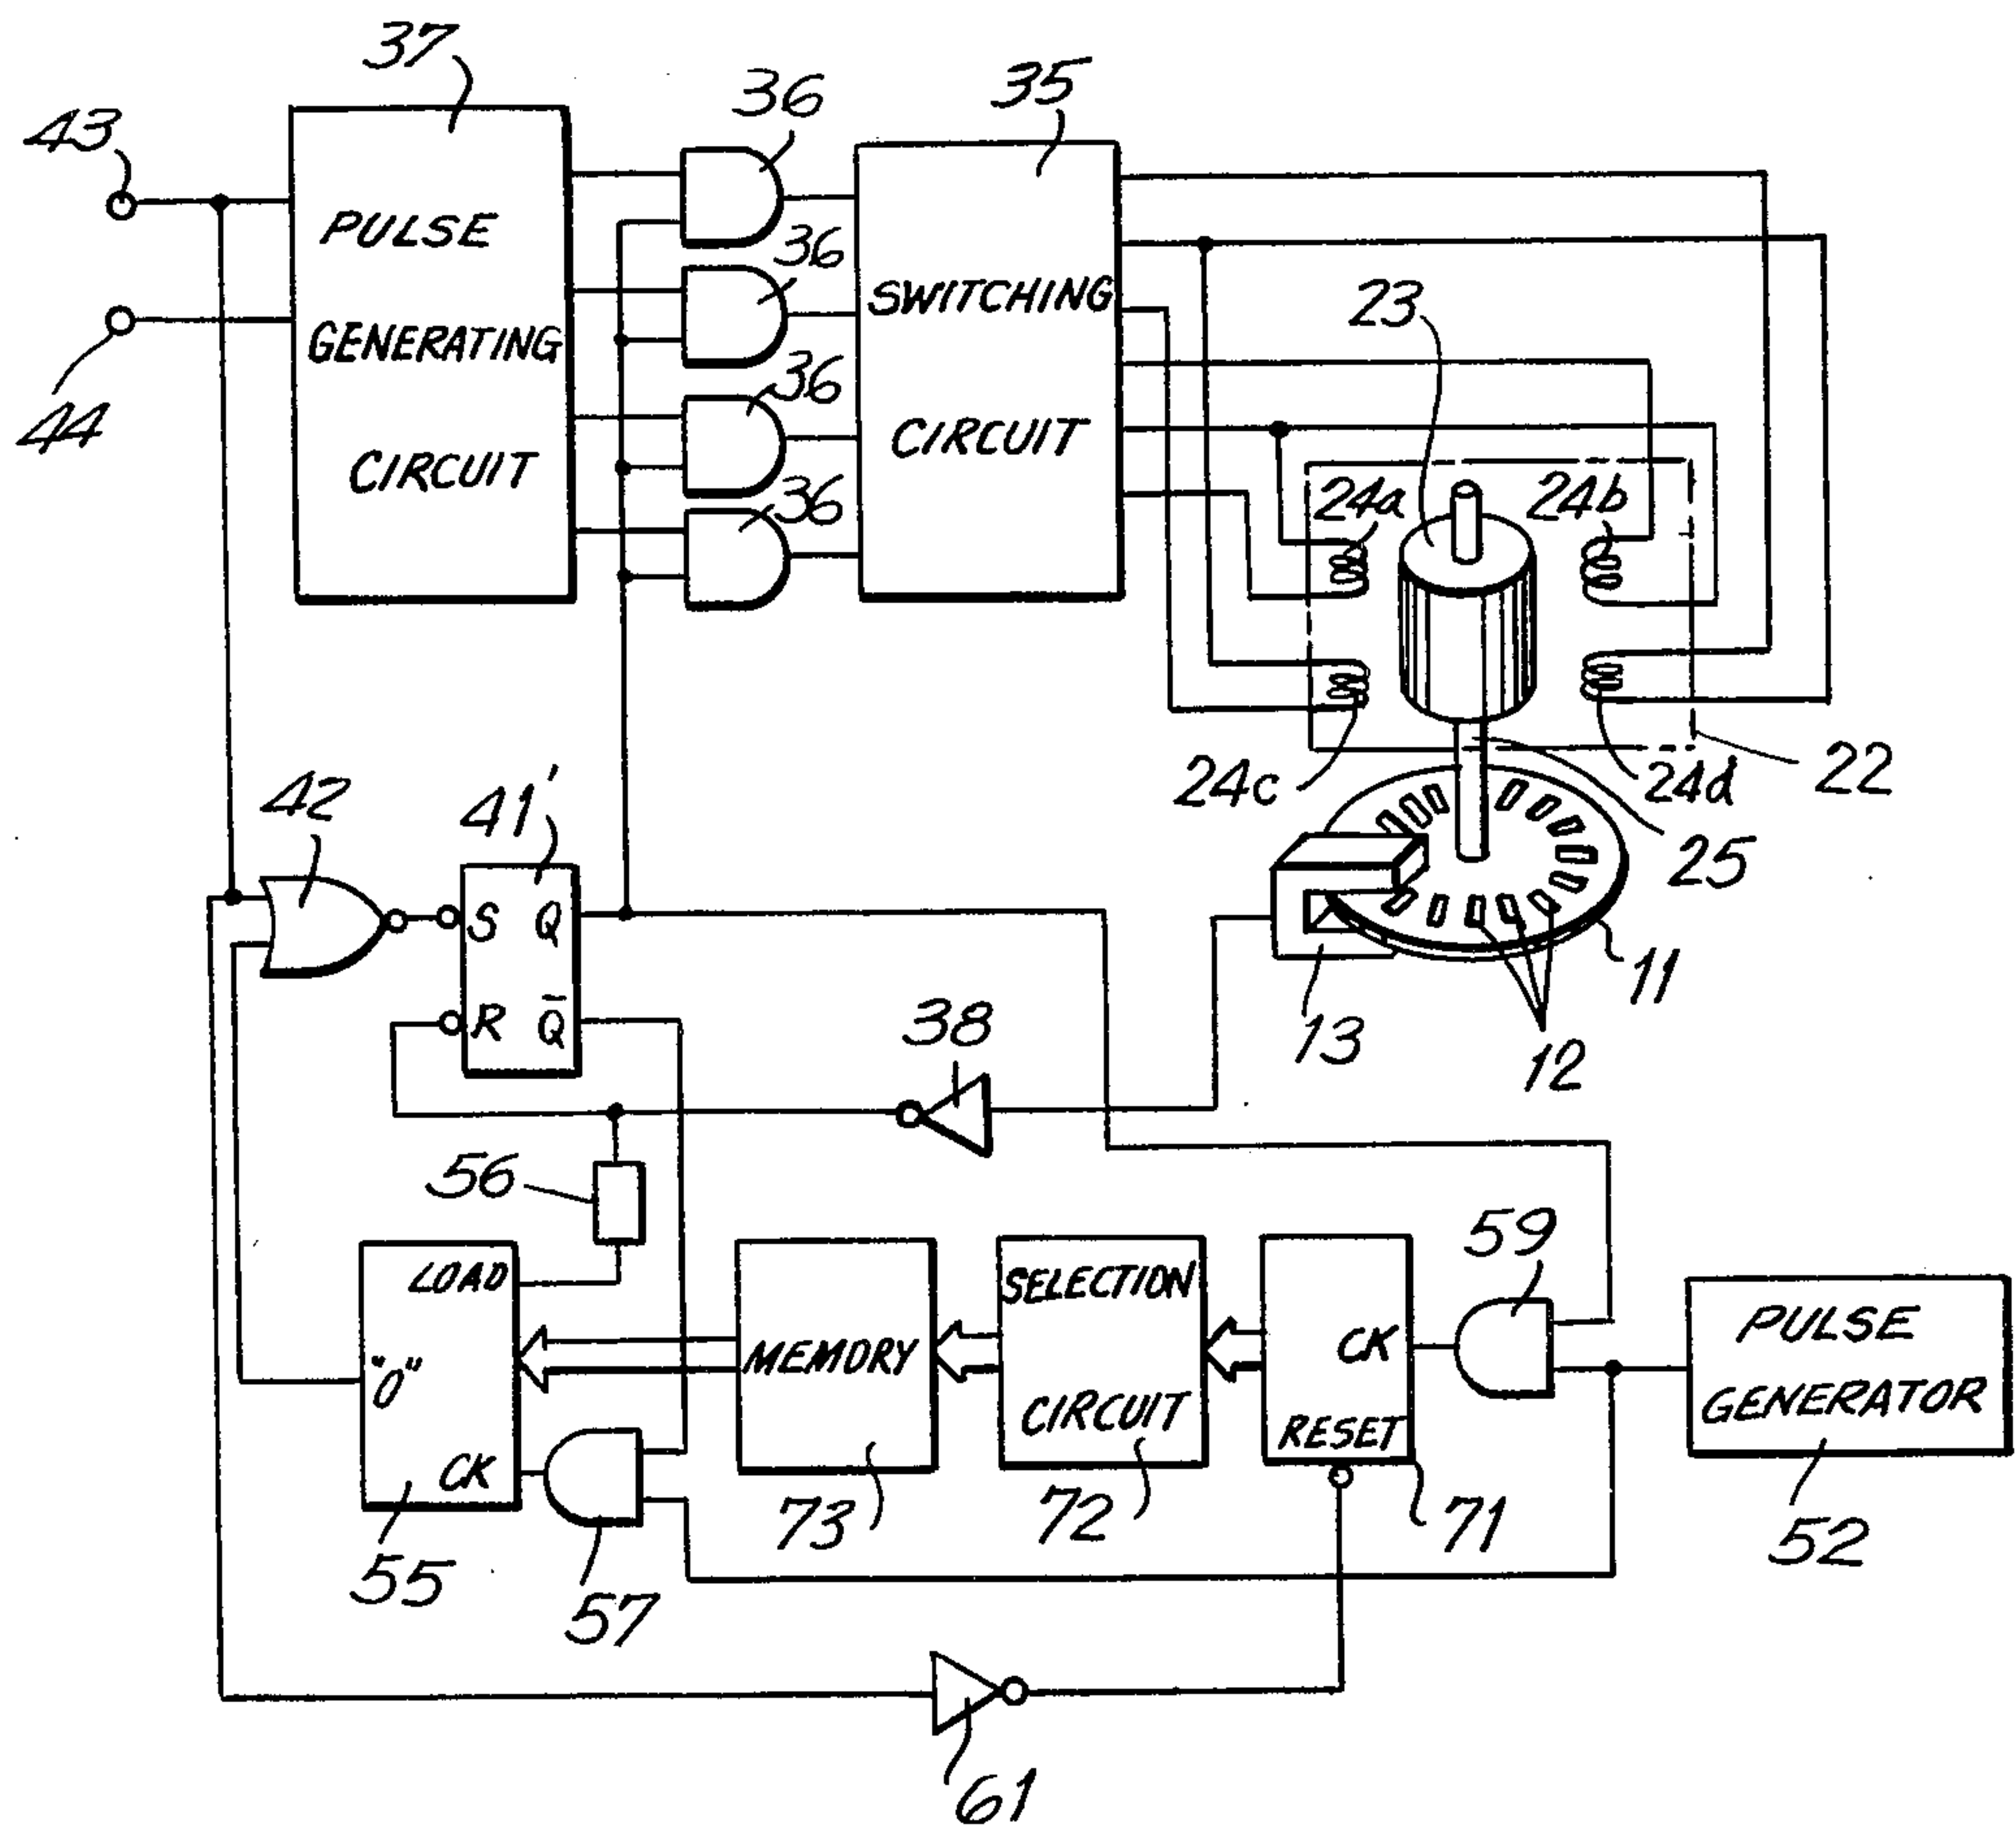 37
43
36
35
PULSE
GENERATING
CIRCUIT
44
36
36
36
SWITCHING
CIRCUIT
23
24a
24b
24c
24d
22
25
42
41'
S Q
R Q̅
11
13
12
38
56
59
LOAD
"0"
CK
MEMORY
SELECTION
CIRCUIT
CK
RESET
PULSE
GENERATOR
55
57
73
72
71
52
61